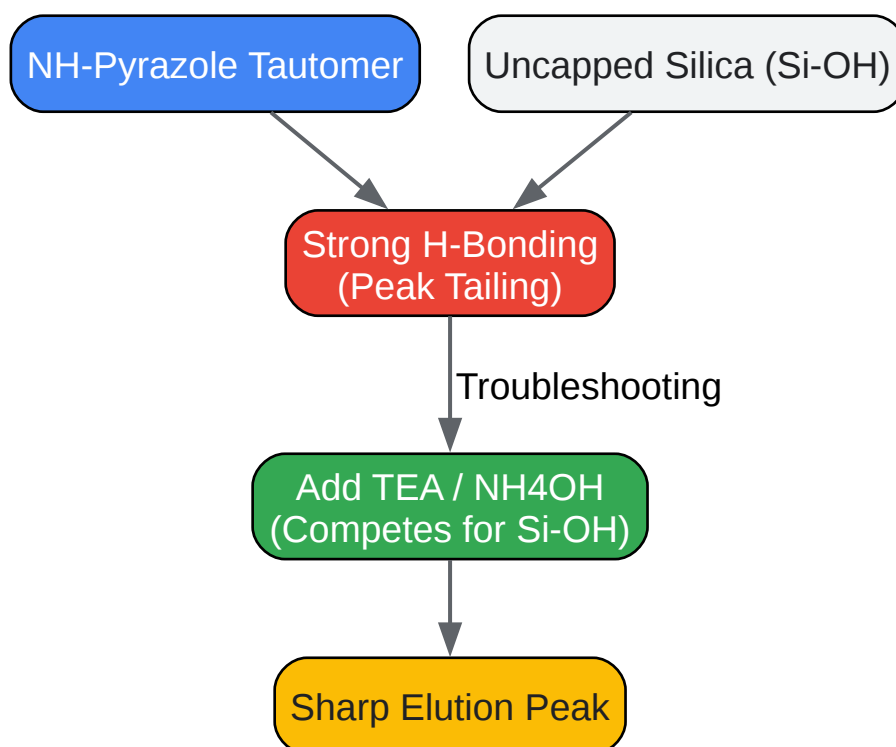 NH-Pyrazole Tautomer
Uncapped Silica (Si-OH)
Strong H-Bonding
(Peak Tailing)
Troubleshooting
Add TEA / NH4OH
(Competes for Si-OH)
Sharp Elution Peak